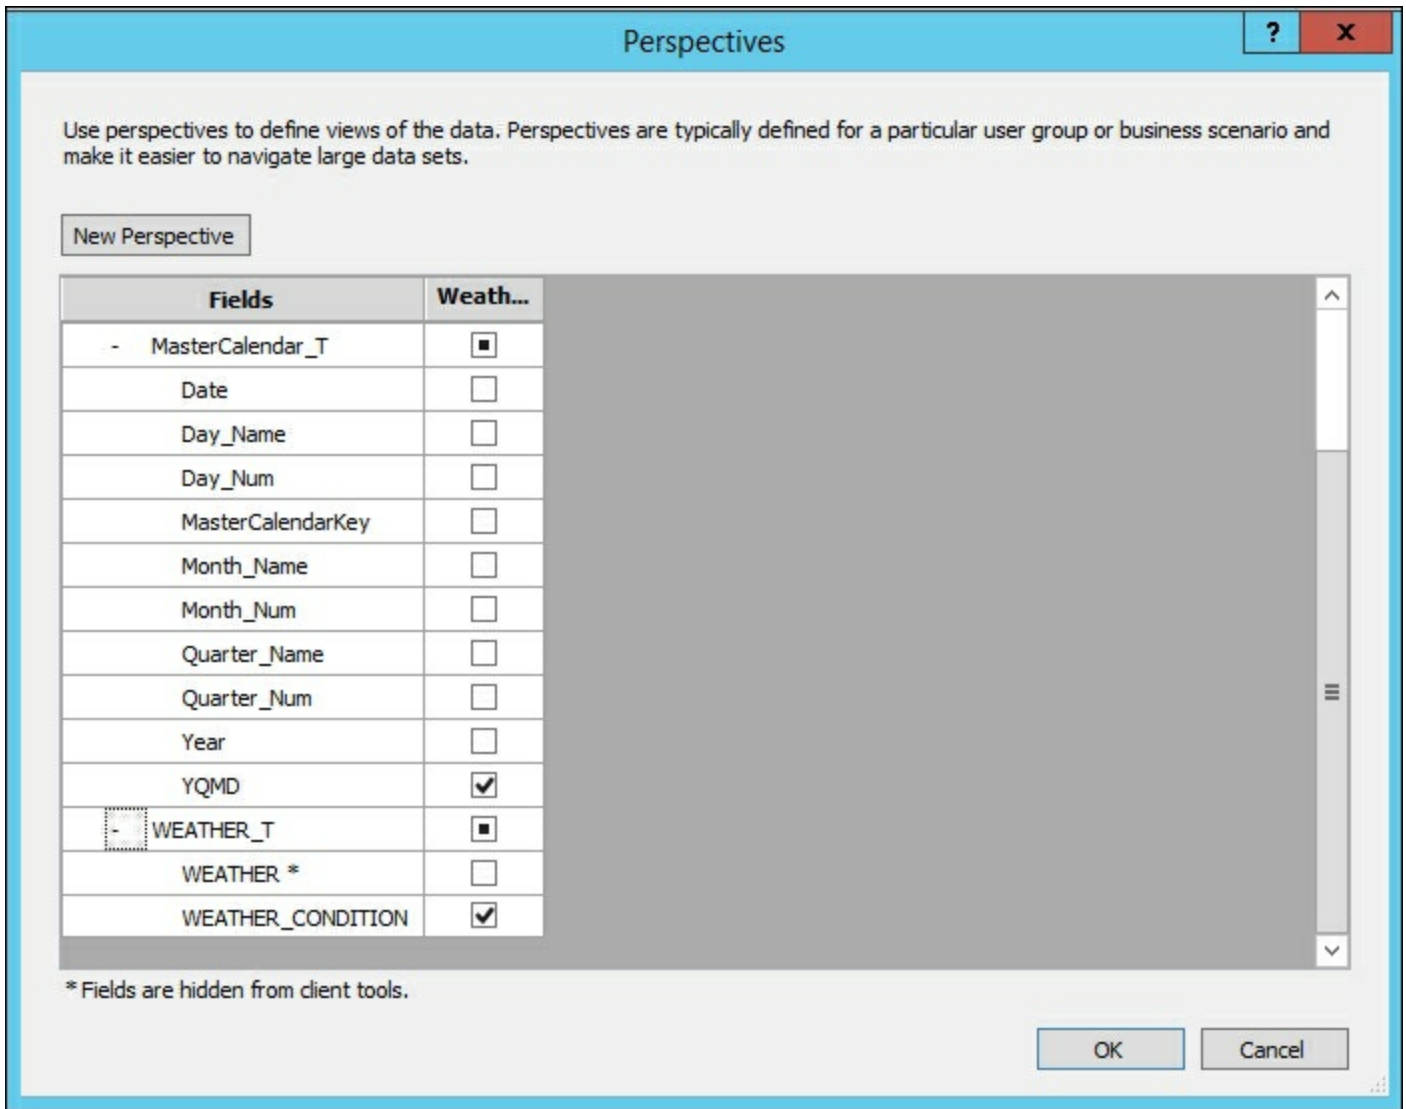 Perspectives
?
x
Use perspectives to define views of the data. Perspectives are typically defined for a particular user group or business scenario and
make it easier to navigate large data sets.
New Perspective
Fields Weath...
- MasterCalendar_T
Date
Day_Name
Day_Num
MasterCalendarKey
Month_Name
Month_Num
Quarter_Name
Quarter_Num
Year
YQMD
- WEATHER_T
WEATHER *
WEATHER_CONDITION
* Fields are hidden from client tools.
OK Cancel